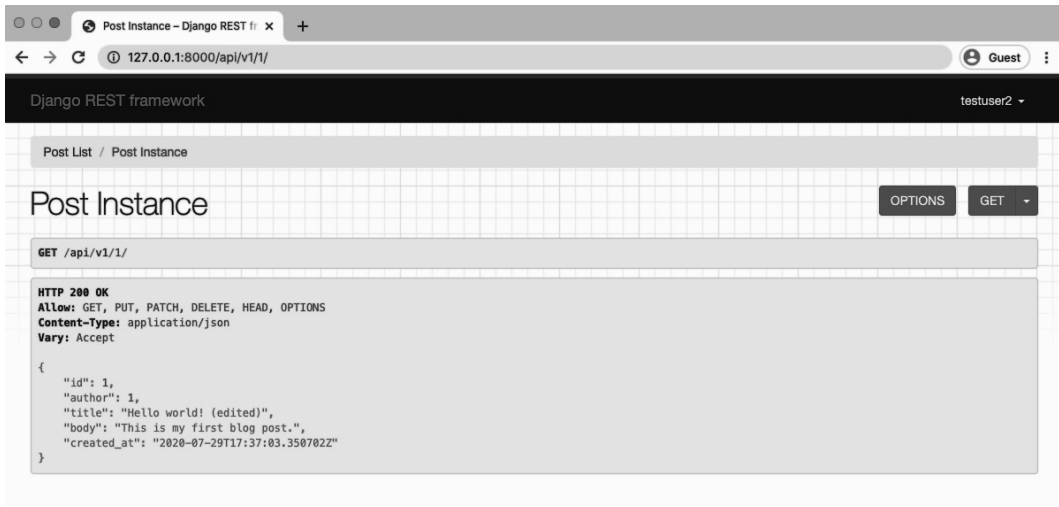 Post Instance – Django REST fr
127.0.0.1:8000/api/v1/1/
Guest
Django REST framework
testuser2
Post List / Post Instance
Post Instance
OPTIONS
GET
GET /api/v1/1/
HTTP 200 OK
Allow: GET, PUT, PATCH, DELETE, HEAD, OPTIONS
Content-Type: application/json
Vary: Accept
{
"id": 1,
"author": 1,
"title": "Hello world! (edited)",
"body": "This is my first blog post.",
"created_at": "2020-07-29T17:37:03.350702Z"
}